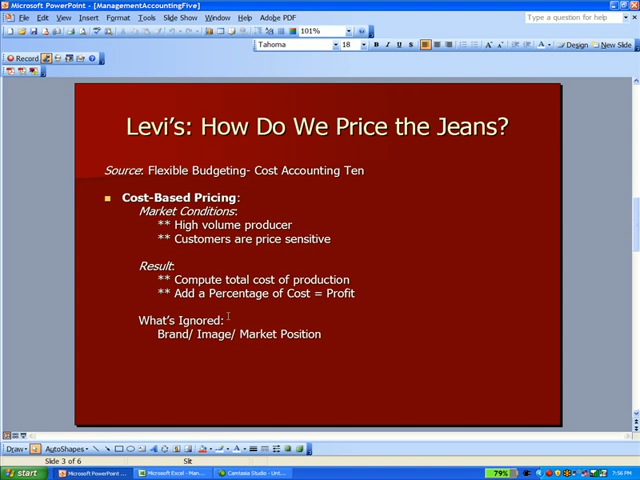 Microsoft PowerPoint - [ManagementAccountingFive]
File Edit View Insert Format Tools Slide Show Window Help Adobe PDF
Type a question for help
101%
Tahoma 18 B I U S Design New Slide
Record
Levi's: How Do We Price the Jeans?
Source: Flexible Budgeting- Cost Accounting Ten
Cost-Based Pricing:
Market Conditions:
** High volume producer
** Customers are price sensitive
Result:
** Compute total cost of production
** Add a Percentage of Cost = Profit
What's Ignored:
Brand/ Image/ Market Position
Draw AutoShapes
Slide 3 of 6 Slit
start Microsoft PowerPoint ... Microsoft Excel - Man... Camtasia Studio - Unt... 79% 7:56 PM